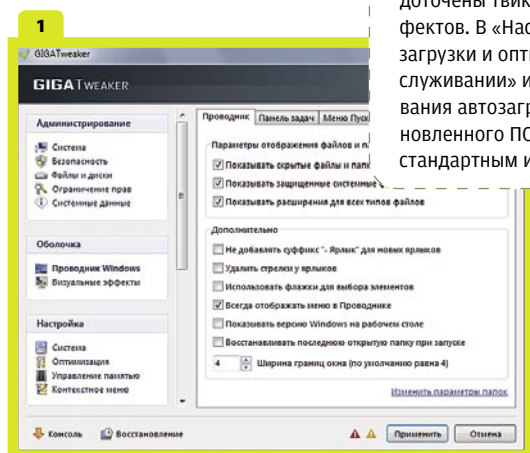 доточены твик
фектов. В «Нас
загрузки и опт
служивании» и
вания автозагр
новленного ПО
стандартным и
1
GIGATweaker
GIGATWEAKER
Администрирование
Система
Безопасность
Файлы и диски
Ограничение прав
Системные данные
Оболочка
Проводник Windows
Визуальные эффекты
Настройка
Система
Оптимизация
Управление памятью
Контекстное меню
Проводник Панель задач Меню Пуск
Параметры отображения файлов и п
Показывать скрытые файлы и пап
Показывать защищенные системные
Показывать расширения для всех типов файлов
Дополнительно
Не добавлять суффикс "- Ярлык" для новых ярлыков
Удалить стрелки у ярлыков
Использовать флажки для выбора элементов
Всегда отображать меню в Проводнике
Показывать версию Windows на рабочем столе
Восстанавливать последнюю открытую папку при запуске
4 Ширина границ окна (по умолчанию равна 4)
Изменить параметры папок
Консоль Восстановление Применить Отмена